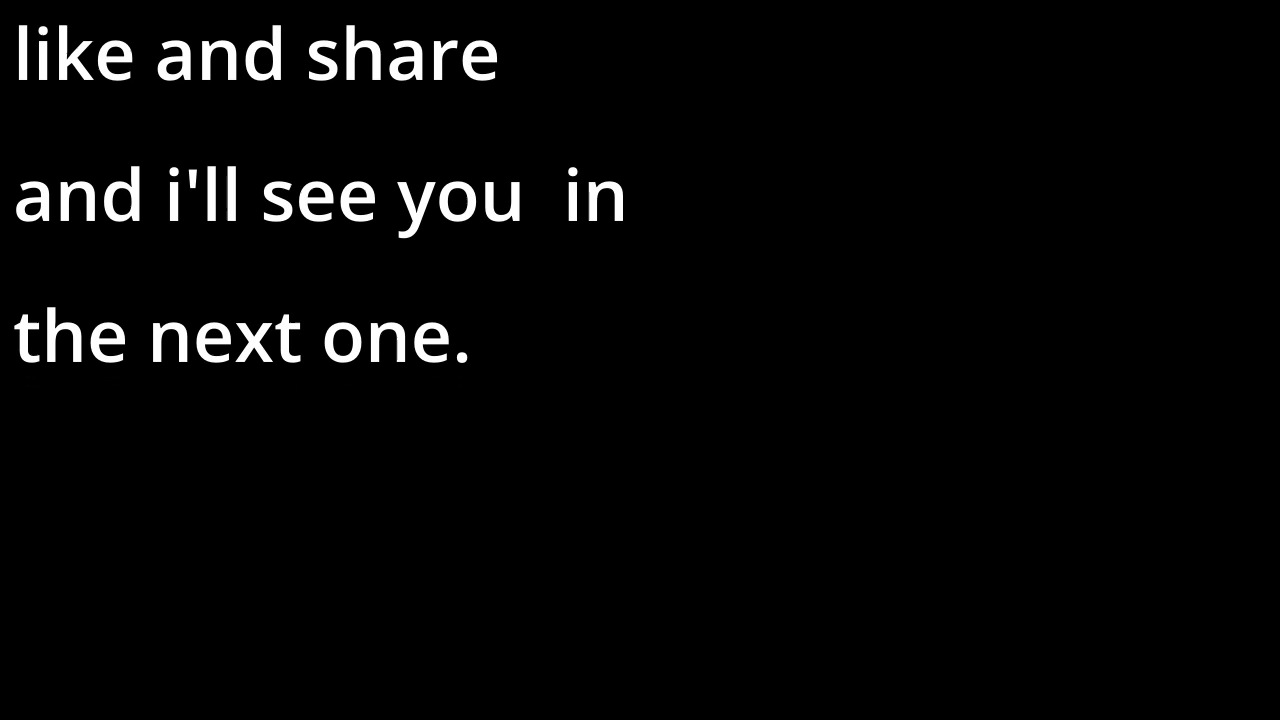 like and share
and i'll see you  in
the next one.